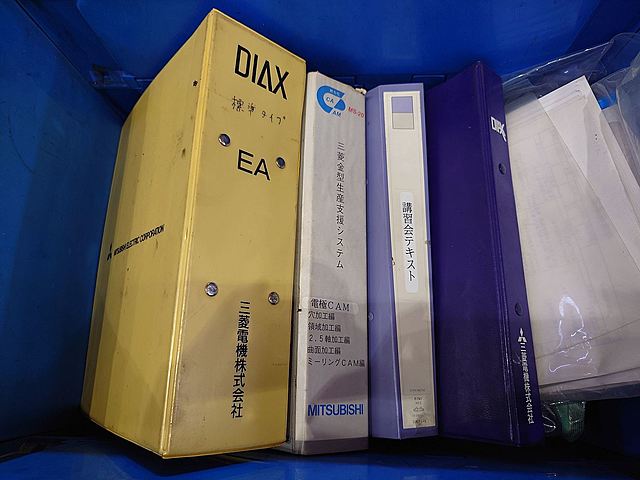 DIAX
標準タイプ
EA
MITSUBISHI ELECTRIC CORPORATION
三菱電機株式会社
CAM
MS-20
三菱金型生産支援システム
電極CAM
穴加工編
領域加工編
2.5軸加工編
曲面加工編
ミーリングCAM編
MITSUBISHI
講習会テキスト
DIAX
三菱電機株式会社